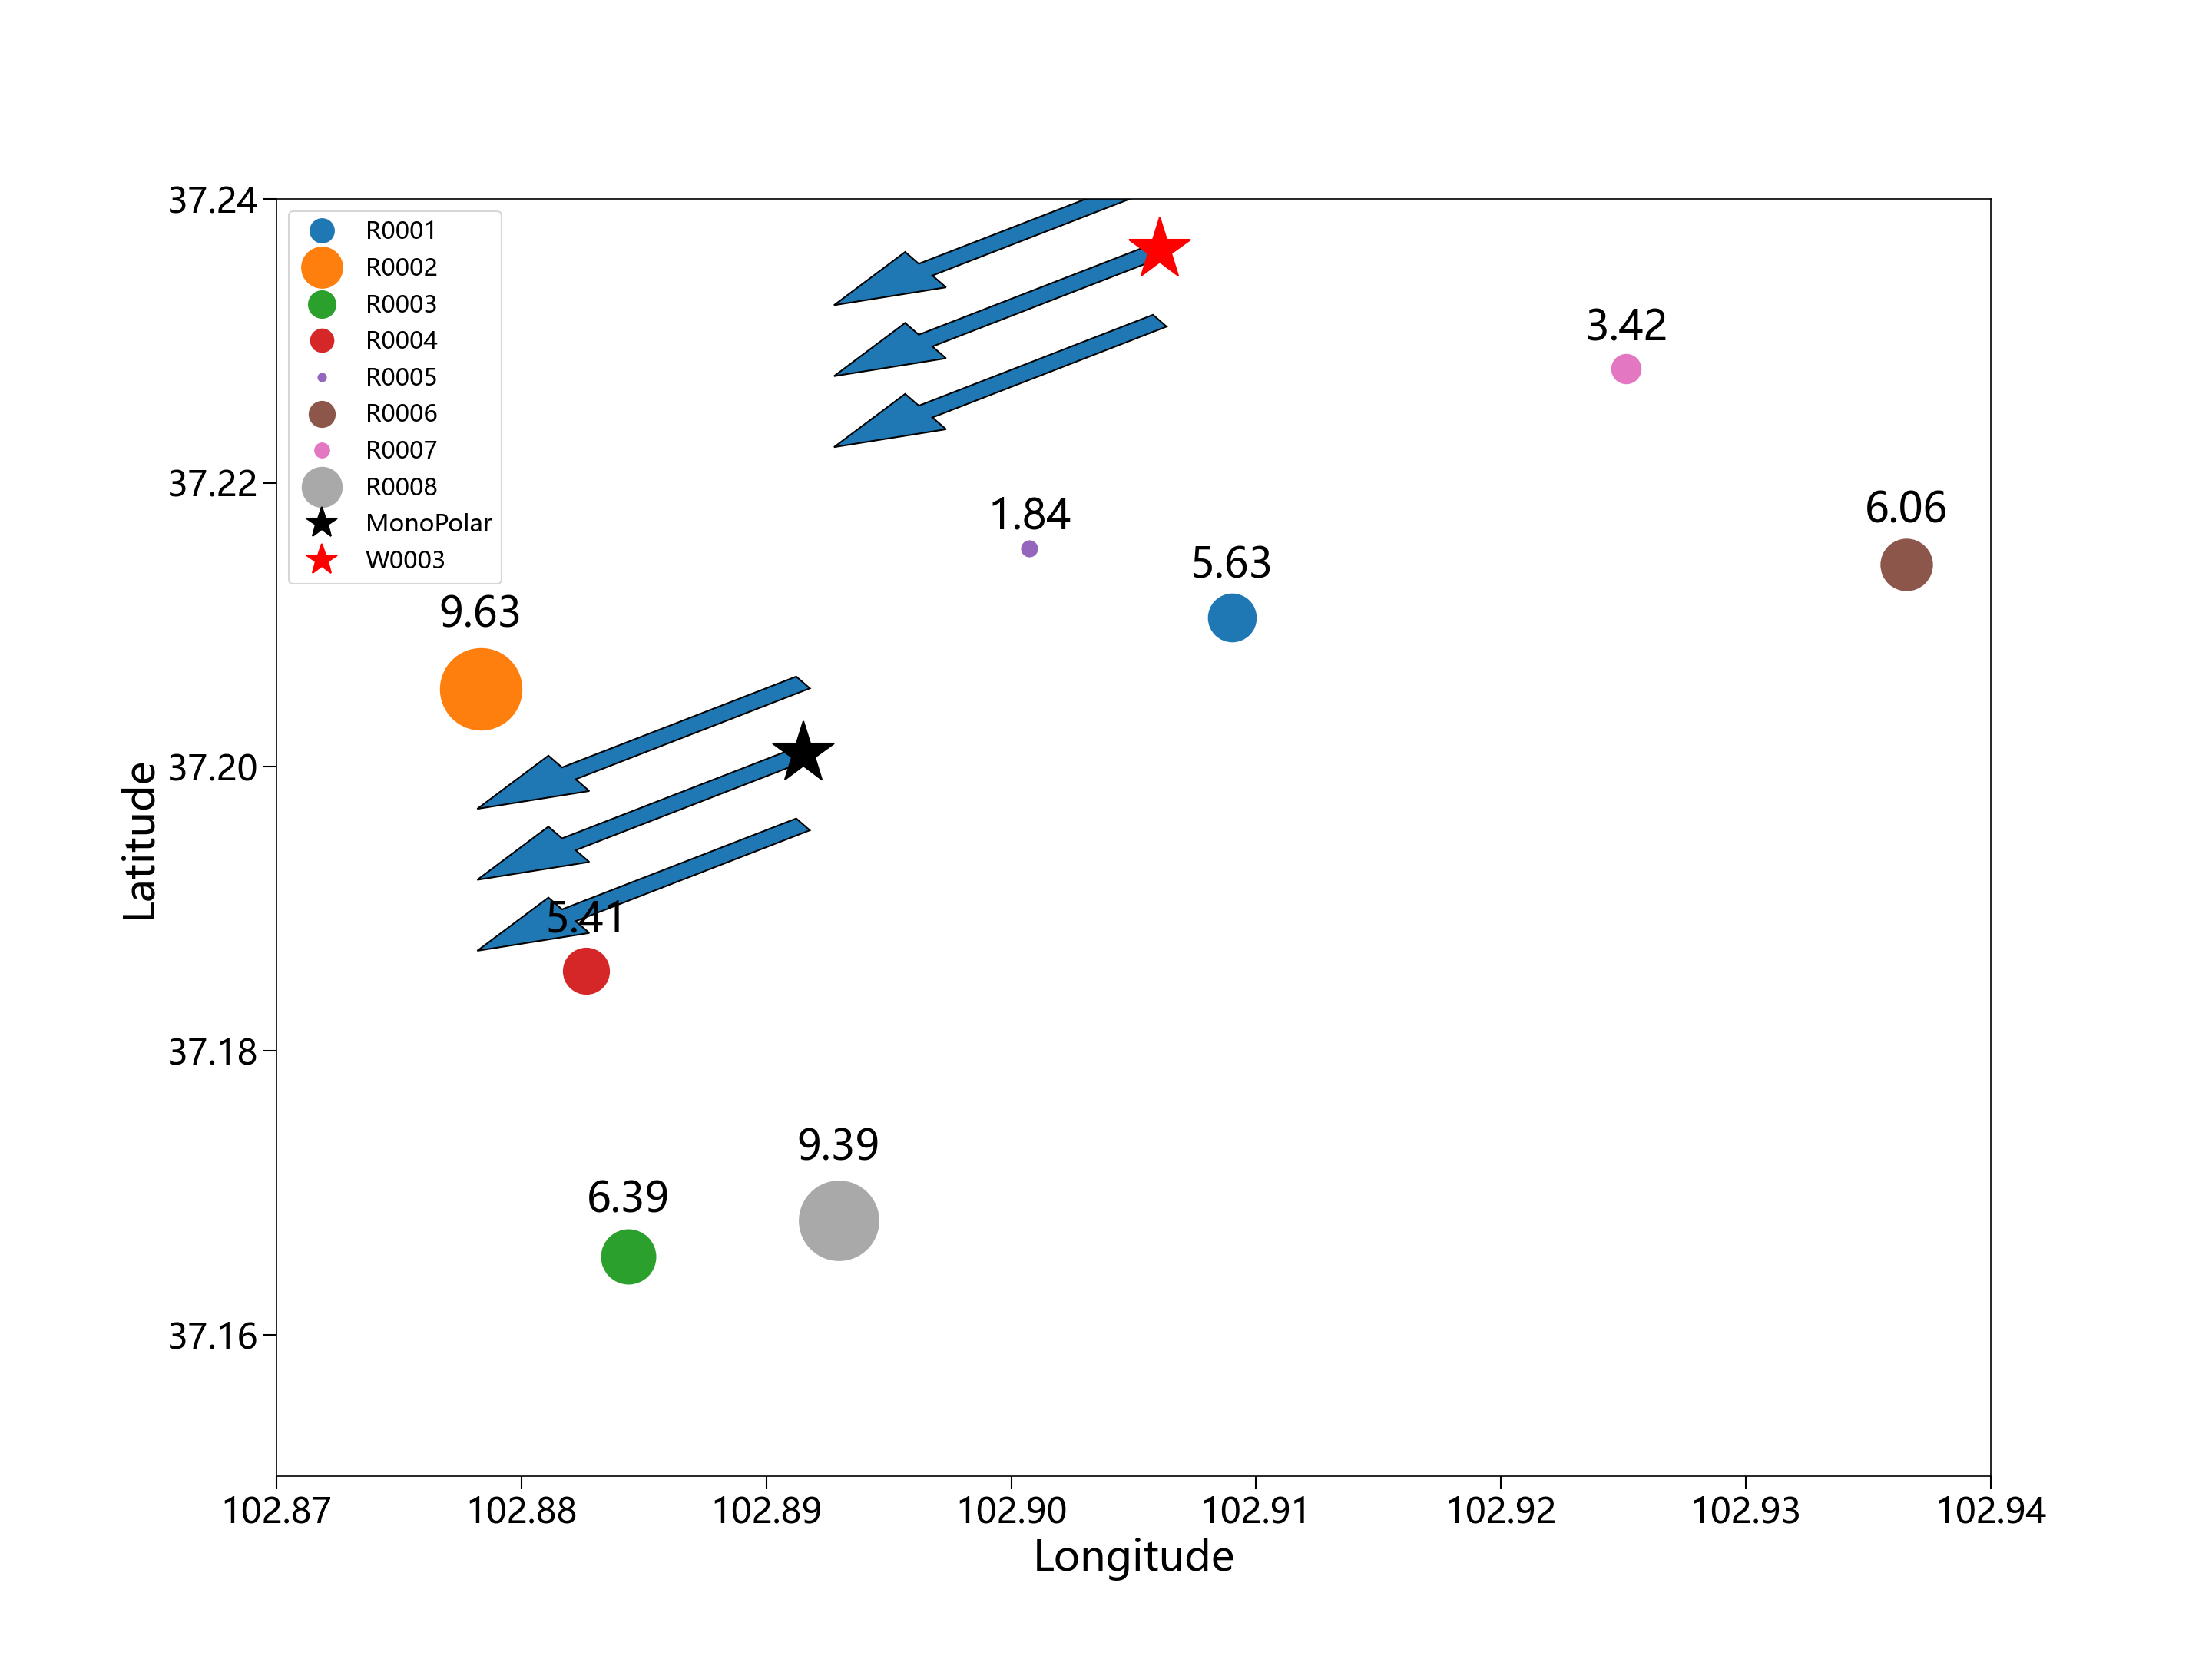 37.24
R0001
R0002
R0003
R0004
R0005
R0006
R0007
R0008
MonoPolar
W0003
3.42
37.22
1.84
6.06
5.63
9.63
37.20
Latitude
5.41
37.18
9.39
6.39
37.16
102.87 102.88 102.89 102.90 102.91 102.92 102.93 102.94
Longitude